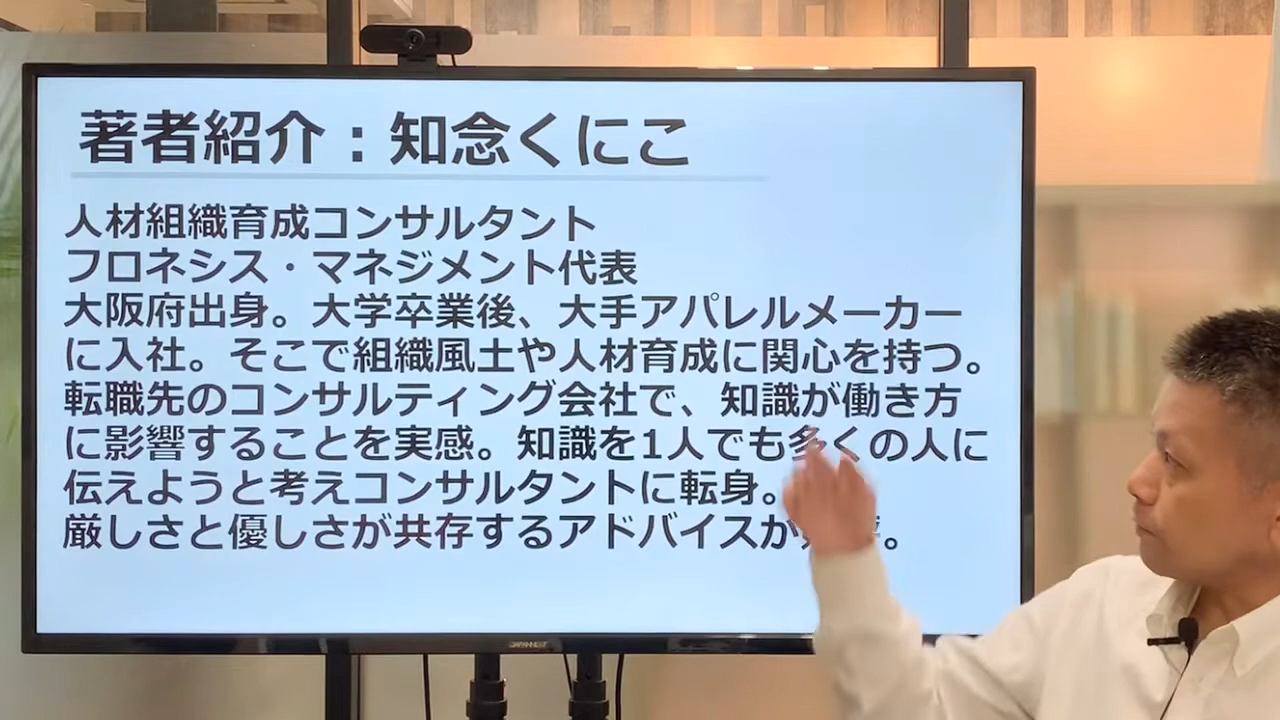 著者紹介：知念くにこ
人材組織育成コンサルタント
フロネシス・マネジメント代表
大阪府出身。大学卒業後、大手アパレルメーカー
に入社。そこで組織風土や人材育成に関心を持つ。
転職先のコンサルティング会社で、知識が働き方
に影響することを実感。知識を1人でも多くの人に
伝えようと考えコンサルタントに転身。
厳しさと優しさが共存するアドバイスが。
JAPANNEXT